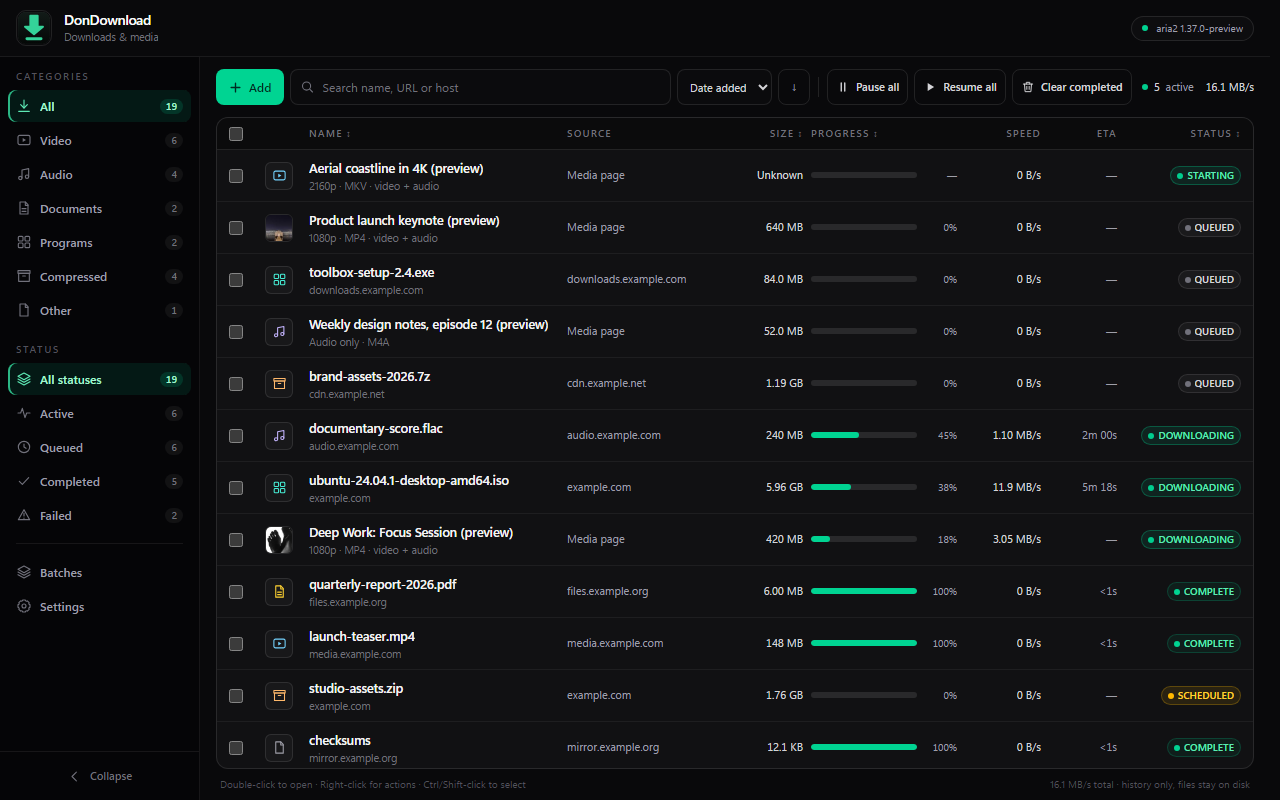 DonDownload
Downloads & media
aria2 1.37.0-preview
CATEGORIES
All 19
Video 6
Audio 4
Documents 2
Programs 2
Compressed 4
Other 1
STATUS
All statuses 19
Active 6
Queued 6
Completed 5
Failed 2
Batches
Settings
Collapse
+ Add Search name, URL or host Date added ↓ Pause all Resume all Clear completed 5 active 16.1 MB/s
NAME ↕ SOURCE SIZE ↕ PROGRESS ↕ SPEED ETA STATUS ↕
Aerial coastline in 4K (preview) Media page Unknown — 0 B/s — STARTING
2160p · MKV · video + audio
Product launch keynote (preview) Media page 640 MB 0% 0 B/s — QUEUED
1080p · MP4 · video + audio
toolbox-setup-2.4.exe downloads.example.com 84.0 MB 0% 0 B/s — QUEUED
downloads.example.com
Weekly design notes, episode 12 (preview) Media page 52.0 MB 0% 0 B/s — QUEUED
Audio only · M4A
brand-assets-2026.7z cdn.example.net 1.19 GB 0% 0 B/s — QUEUED
cdn.example.net
documentary-score.flac audio.example.com 240 MB 45% 1.10 MB/s 2m 00s DOWNLOADING
audio.example.com
ubuntu-24.04.1-desktop-amd64.iso example.com 5.96 GB 38% 11.9 MB/s 5m 18s DOWNLOADING
example.com
Deep Work: Focus Session (preview) Media page 420 MB 18% 3.05 MB/s — DOWNLOADING
1080p · MP4 · video + audio
quarterly-report-2026.pdf files.example.org 6.00 MB 100% 0 B/s <1s COMPLETE
files.example.org
launch-teaser.mp4 media.example.com 148 MB 100% 0 B/s <1s COMPLETE
media.example.com
studio-assets.zip example.com 1.76 GB 0% 0 B/s — SCHEDULED
example.com
checksums mirror.example.org 12.1 KB 100% 0 B/s <1s COMPLETE
mirror.example.org
Double-click to open · Right-click for actions · Ctrl/Shift-click to select 16.1 MB/s total · history only, files stay on disk